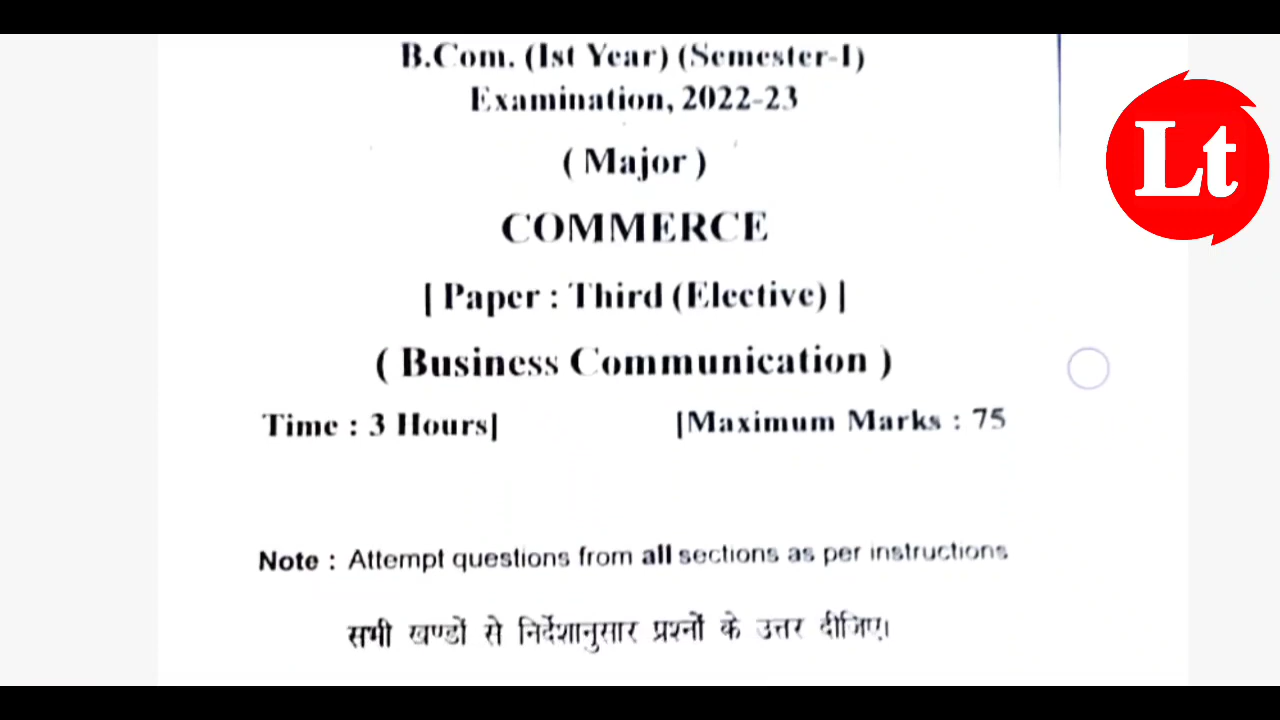 B.Com. (Ist Year) (Semester-I)
Examination, 2022-23
( Major )
COMMERCE
[ Paper : Third (Elective) ]
( Business Communication )
Time : 3 Hours]
[Maximum Marks : 75
Note : Attempt questions from all sections as per instructions
सभी खण्डों से निर्देशानुसार प्रश्नों के उत्तर दीजिए।
Lt